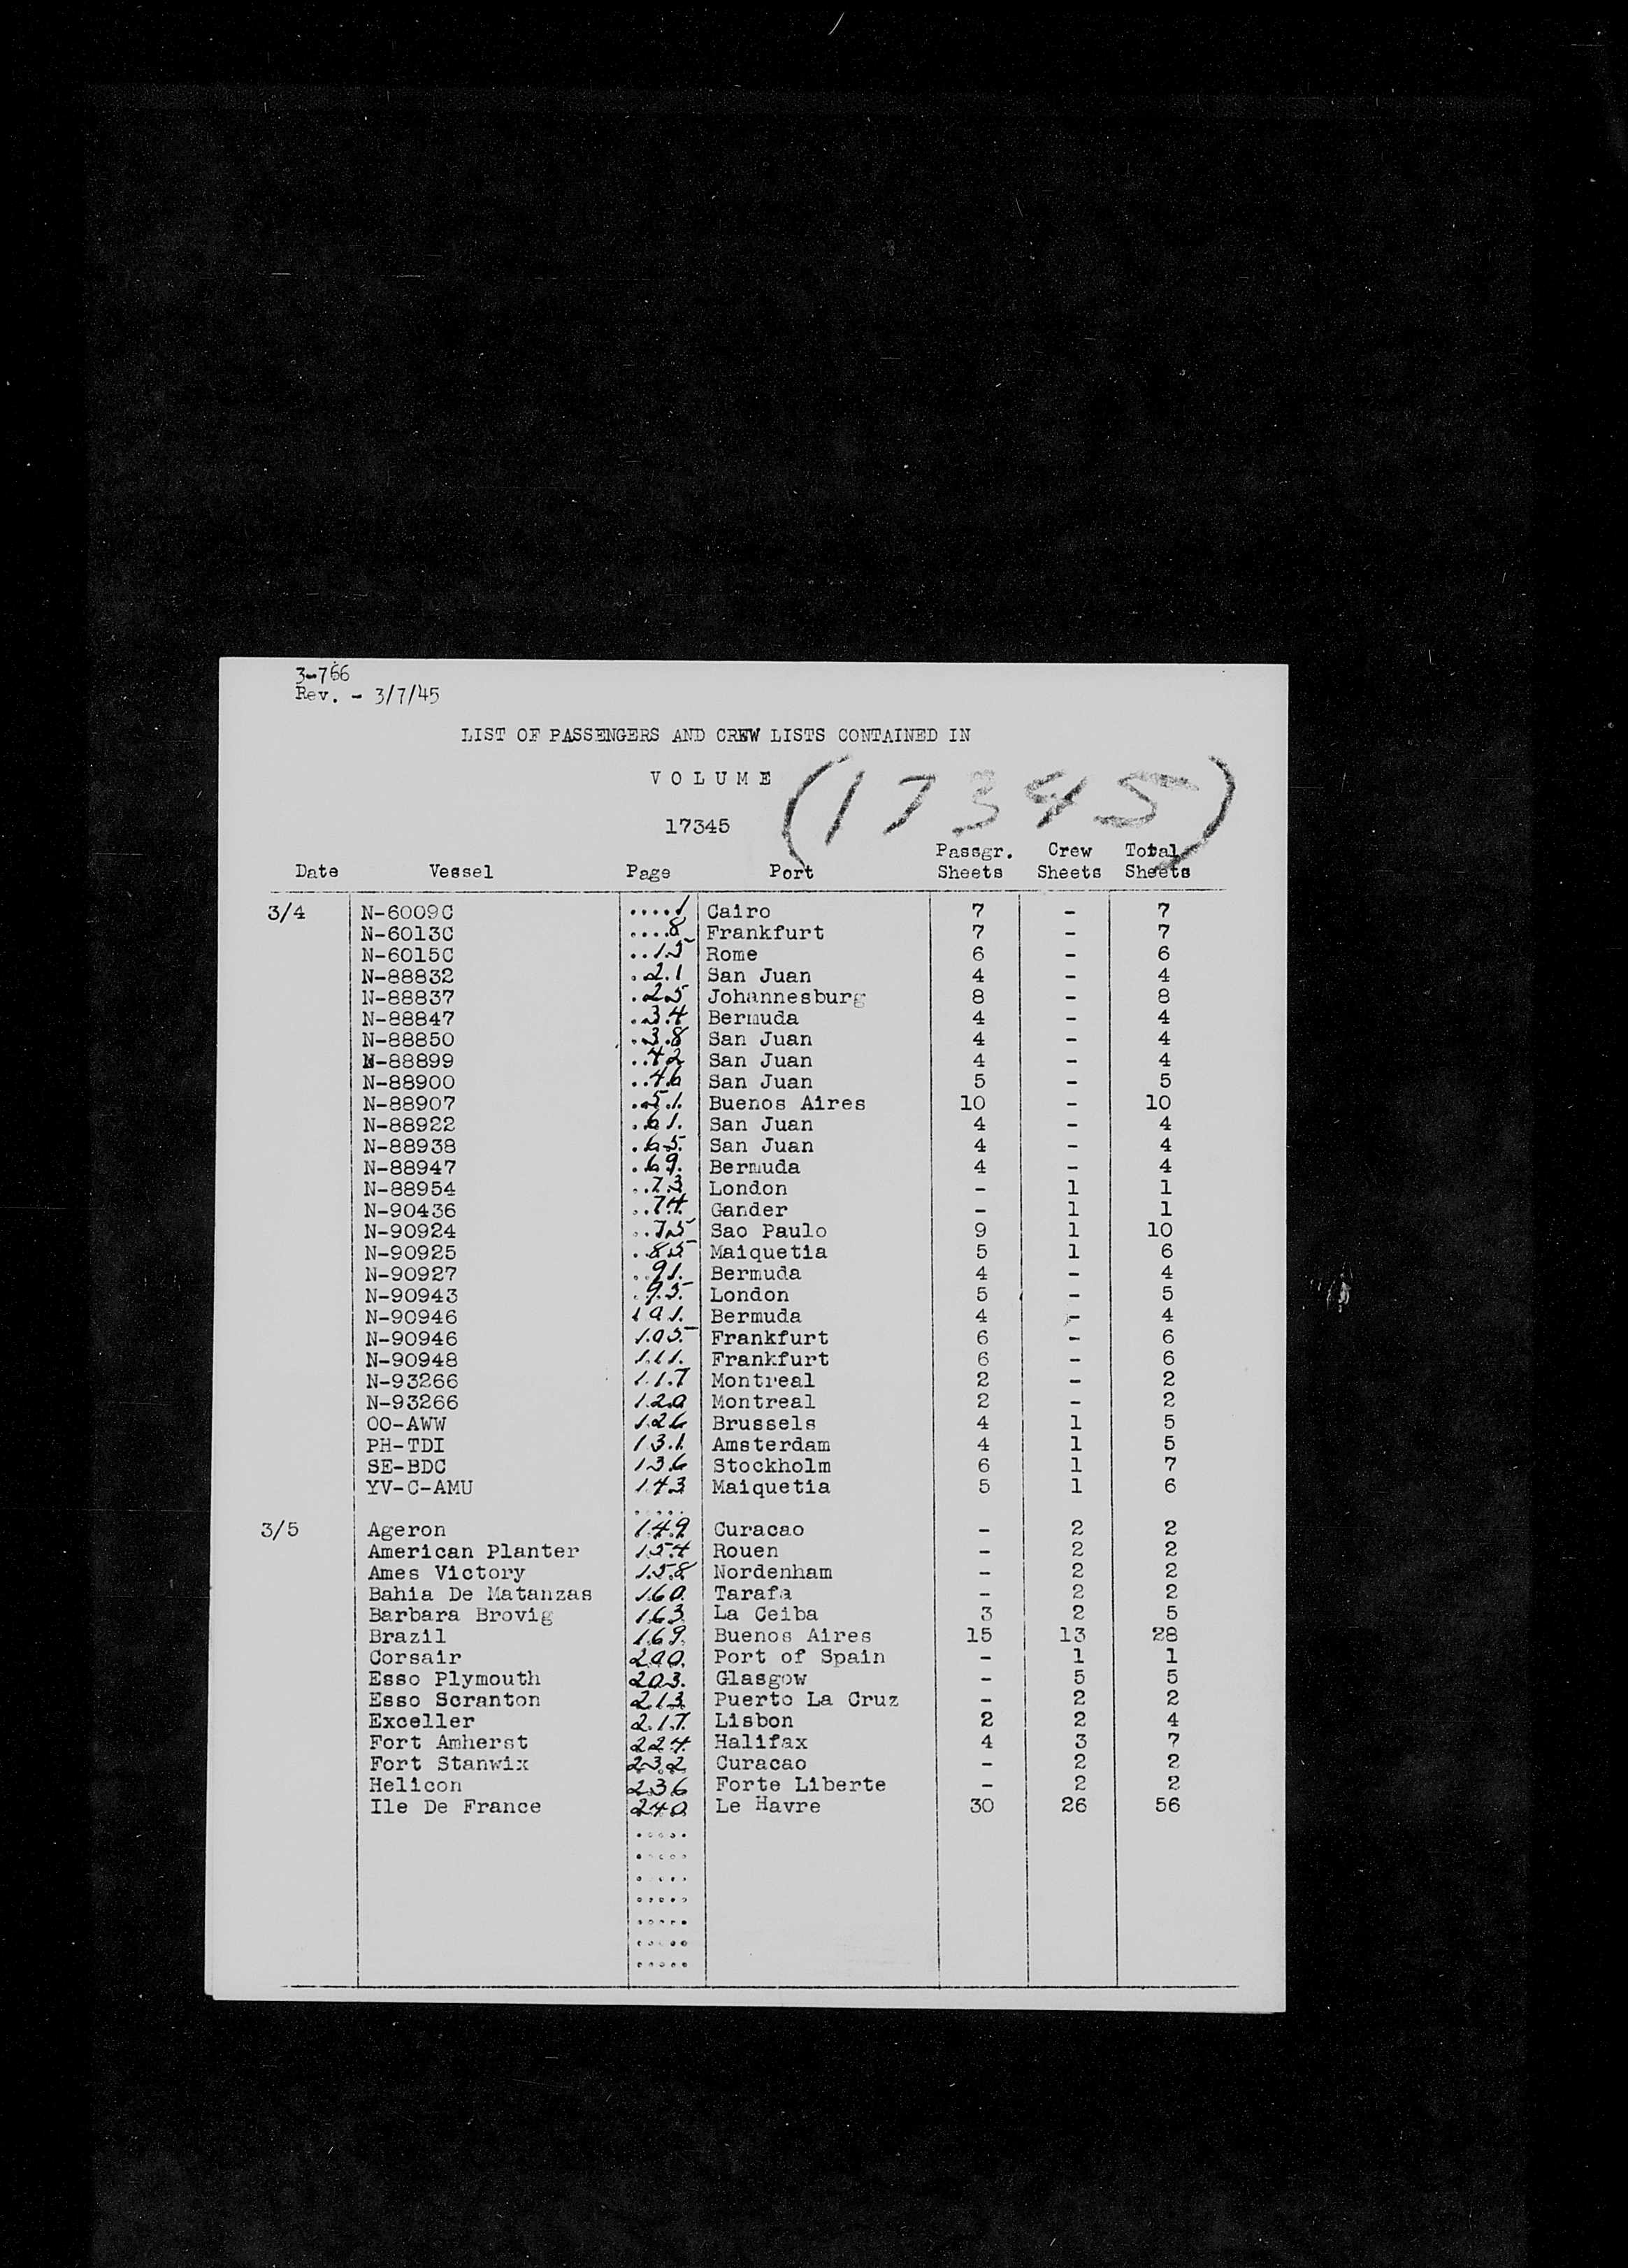 3-766
Rev. - 3/7/45
LIST OF PASSENGERS AND CREW LISTS CONTAINED IN
VOLUME (17345)
17345
Date Vessel Page Port Passgr. Sheets Crew Sheets Total Sheets
3/4 N-6009C ....1 Cairo 7 - 7
N-6013C ....8 Frankfurt 7 - 7
N-6015C ..15 Rome 6 - 6
N-88832 .21 San Juan 4 - 4
N-88837 .25 Johannesburg 8 - 8
N-88847 .34 Bermuda 4 - 4
N-88850 .38 San Juan 4 - 4
N-88899 ..42 San Juan 4 - 4
N-88900 ..46 San Juan 5 - 5
N-88907 ..51. Buenos Aires 10 - 10
N-88922 .61. San Juan 4 - 4
N-88938 .65. San Juan 4 - 4
N-88947 .69. Bermuda 4 - 4
N-88954 ..73 London - 1 1
N-90436 ..74. Gander - 1 1
N-90924 ..75 Sao Paulo 9 1 10
N-90925 ..85 Maiquetia 5 1 6
N-90927 ..91. Bermuda 4 - 4
N-90943 .95. London 5 - 5
N-90946 101. Bermuda 4 - 4
N-90946 105. Frankfurt 6 - 6
N-90948 111. Frankfurt 6 - 6
N-93266 117 Montreal 2 - 2
N-93266 120 Montreal 2 - 2
OO-AWW 126 Brussels 4 1 5
PH-TDI 131. Amsterdam 4 1 5
SE-BDC 136 Stockholm 6 1 7
YV-C-AMU 143 Maiquetia 5 1 6
.....
3/5 Ageron 149 Curacao - 2 2
American Planter 154 Rouen - 2 2
Ames Victory 158 Nordenham - 2 2
Bahia De Matanzas 160. Tarafa - 2 2
Barbara Brovig 163 La Ceiba 3 2 5
Brazil 169. Buenos Aires 15 13 28
Corsair 200. Port of Spain - 1 1
Esso Plymouth 203. Glasgow - 5 5
Esso Scranton 213 Puerto La Cruz - 2 2
Exceller 217. Lisbon 2 2 4
Fort Amherst 224. Halifax 4 3 7
Fort Stanwix 232 Curacao - 2 2
Helicon 236 Forte Liberte - 2 2
Ile De France 240 Le Havre 30 26 56
.....
.....
.....
.....
.....
.....
.....